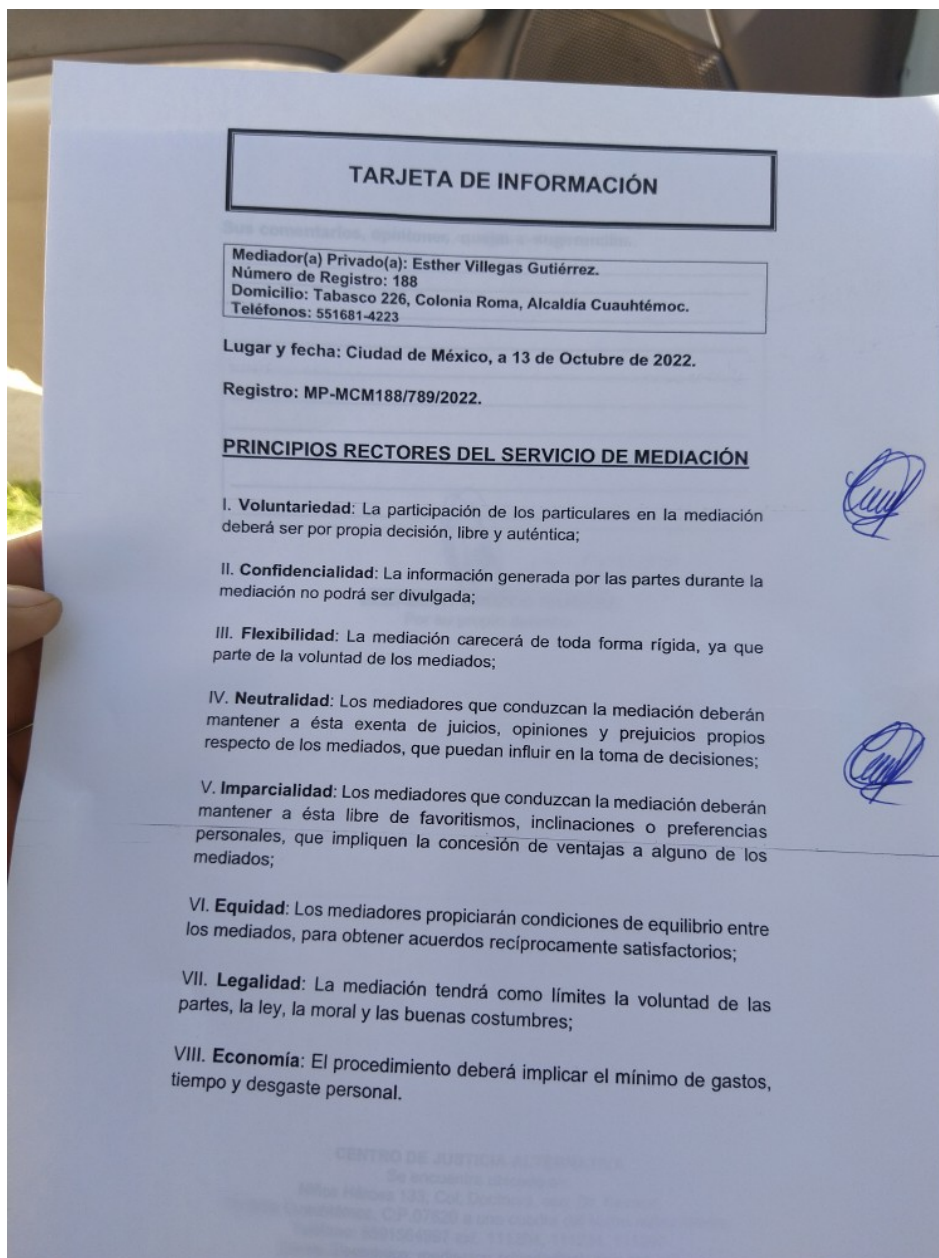 TARJETA DE INFORMACIÓN
Sus comentarios, opiniones, quejas o sugerencias.
Mediador(a) Privado(a): Esther Villegas Gutiérrez.
Número de Registro: 188
Domicilio: Tabasco 226, Colonia Roma, Alcaldía Cuauhtémoc.
Teléfonos: 551681-4223
Lugar y fecha: Ciudad de México, a 13 de Octubre de 2022.
Registro: MP-MCM188/789/2022.
PRINCIPIOS RECTORES DEL SERVICIO DE MEDIACIÓN
I. Voluntariedad: La participación de los particulares en la mediación
deberá ser por propia decisión, libre y auténtica;
II. Confidencialidad: La información generada por las partes durante la
mediación no podrá ser divulgada;
III. Flexibilidad: La mediación carecerá de toda forma rígida, ya que
parte de la voluntad de los mediados;
IV. Neutralidad: Los mediadores que conduzcan la mediación deberán
mantener a ésta exenta de juicios, opiniones y prejuicios propios
respecto de los mediados, que puedan influir en la toma de decisiones;
V. Imparcialidad: Los mediadores que conduzcan la mediación deberán
mantener a ésta libre de favoritismos, inclinaciones o preferencias
personales, que impliquen la concesión de ventajas a alguno de los
mediados;
VI. Equidad: Los mediadores propiciarán condiciones de equilibrio entre
los mediados, para obtener acuerdos recíprocamente satisfactorios;
VII. Legalidad: La mediación tendrá como límites la voluntad de las
partes, la ley, la moral y las buenas costumbres;
VIII. Economía: El procedimiento deberá implicar el mínimo de gastos,
tiempo y desgaste personal.
CENTRO DE JUSTICIA ALTERNATIVA
Se encuentra ubicado en: